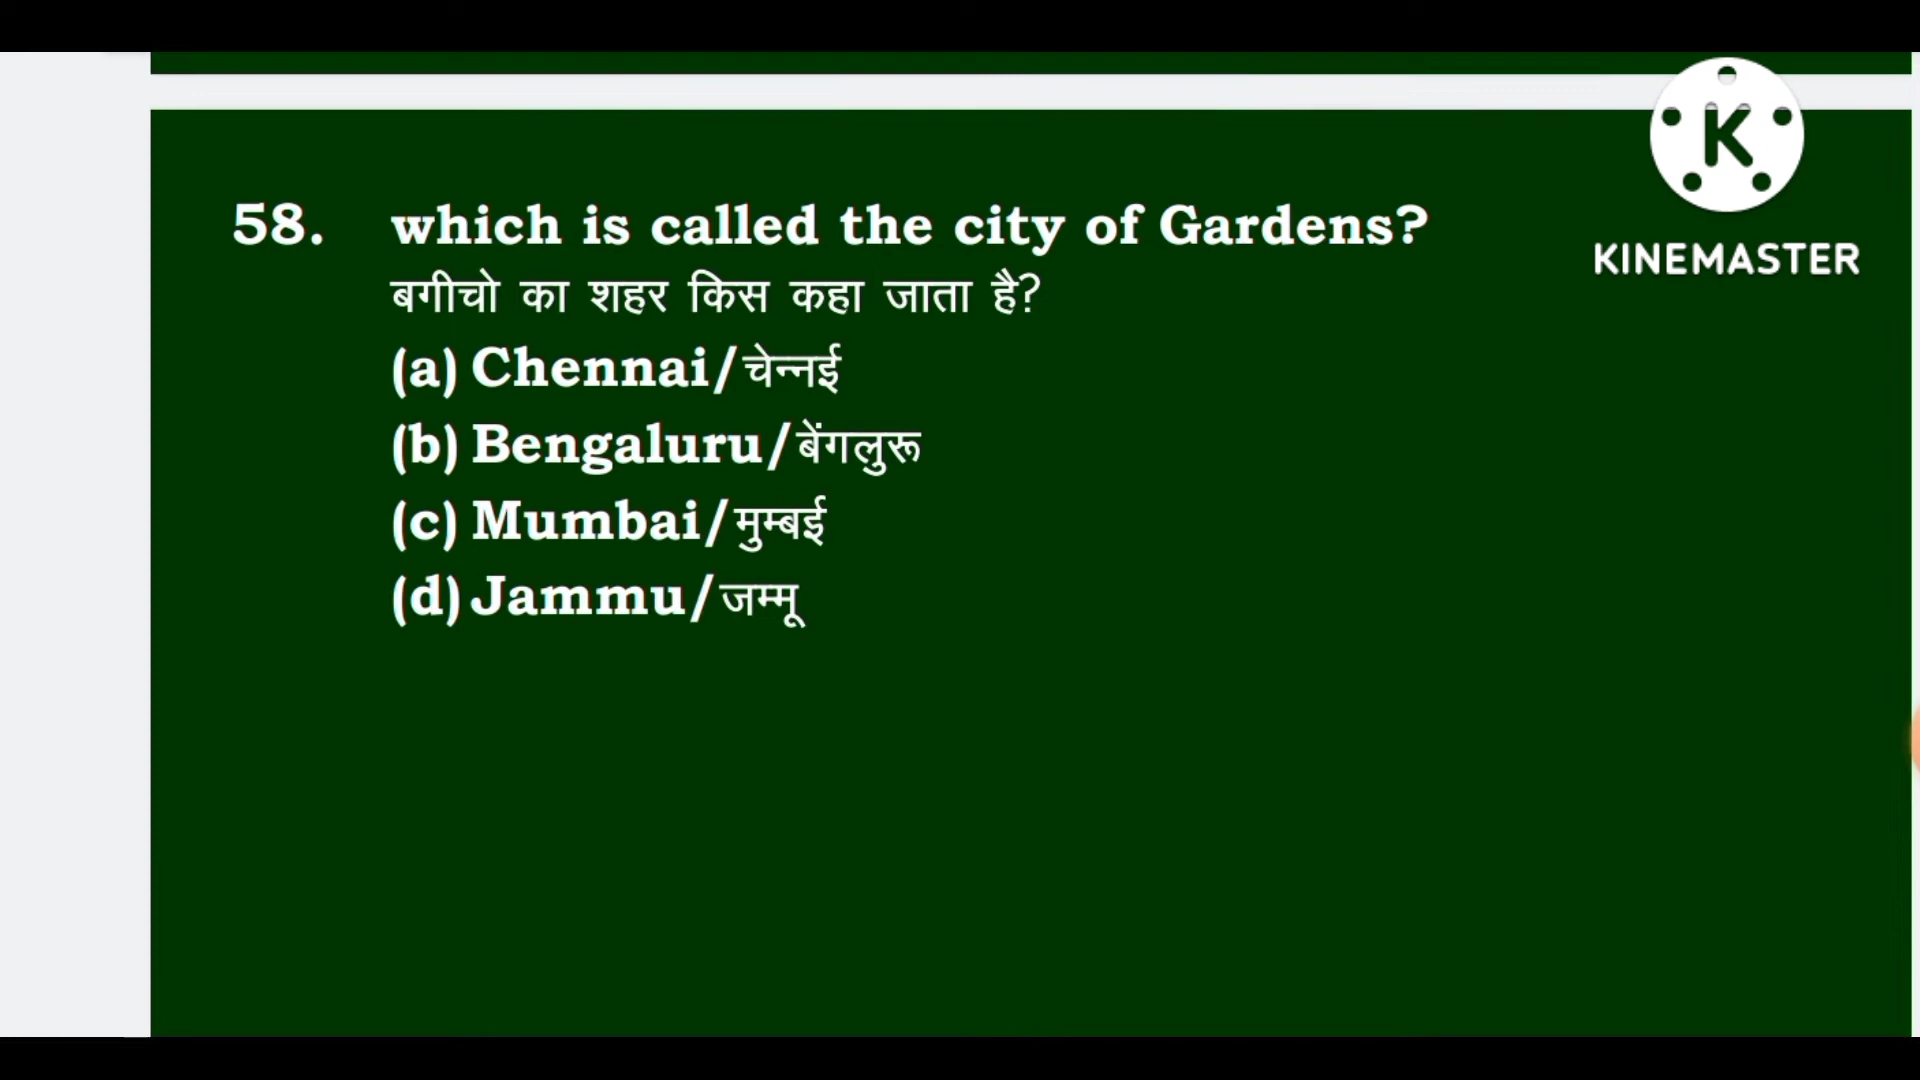 58. which is called the city of Gardens?
बगीचो का शहर किस कहा जाता है?
(a) Chennai/चेन्नई
(b) Bengaluru/बेंगलुरू
(c) Mumbai/मुम्बई
(d) Jammu/जम्मू
K
KINEMASTER